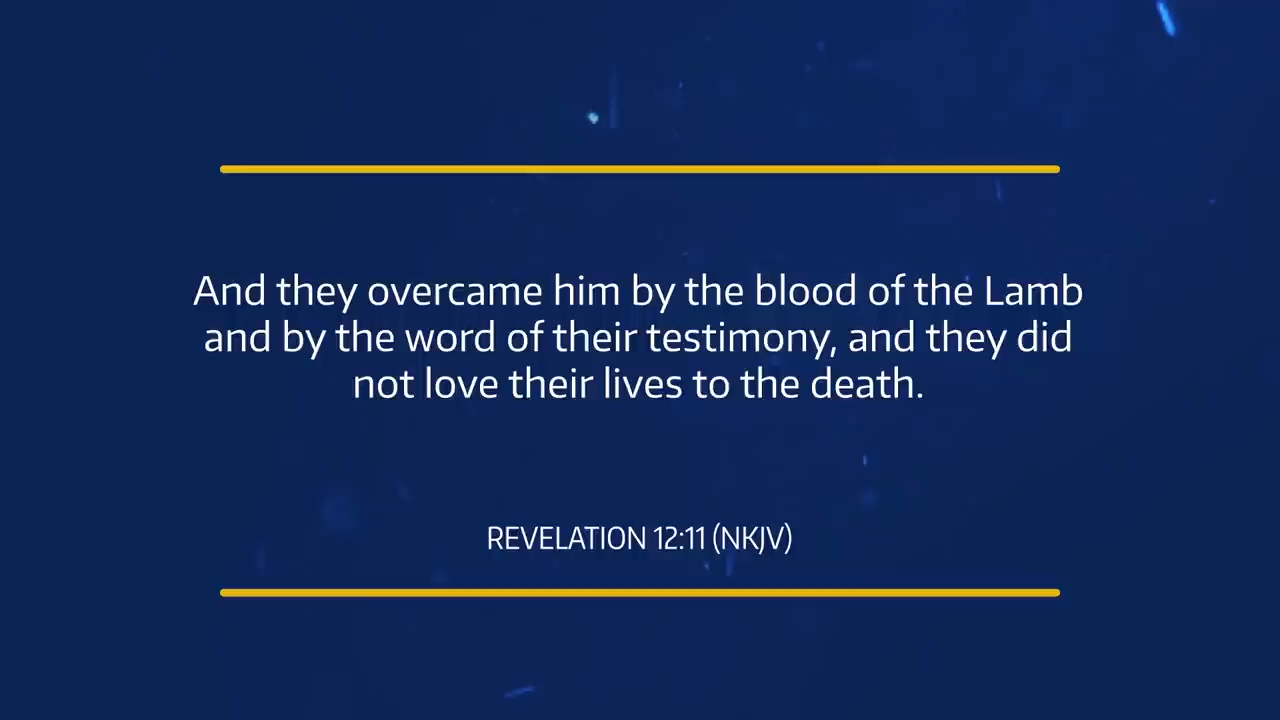 And they overcame him by the blood of the Lamb
and by the word of their testimony, and they did
not love their lives to the death.
REVELATION 12:11 (NKJV)